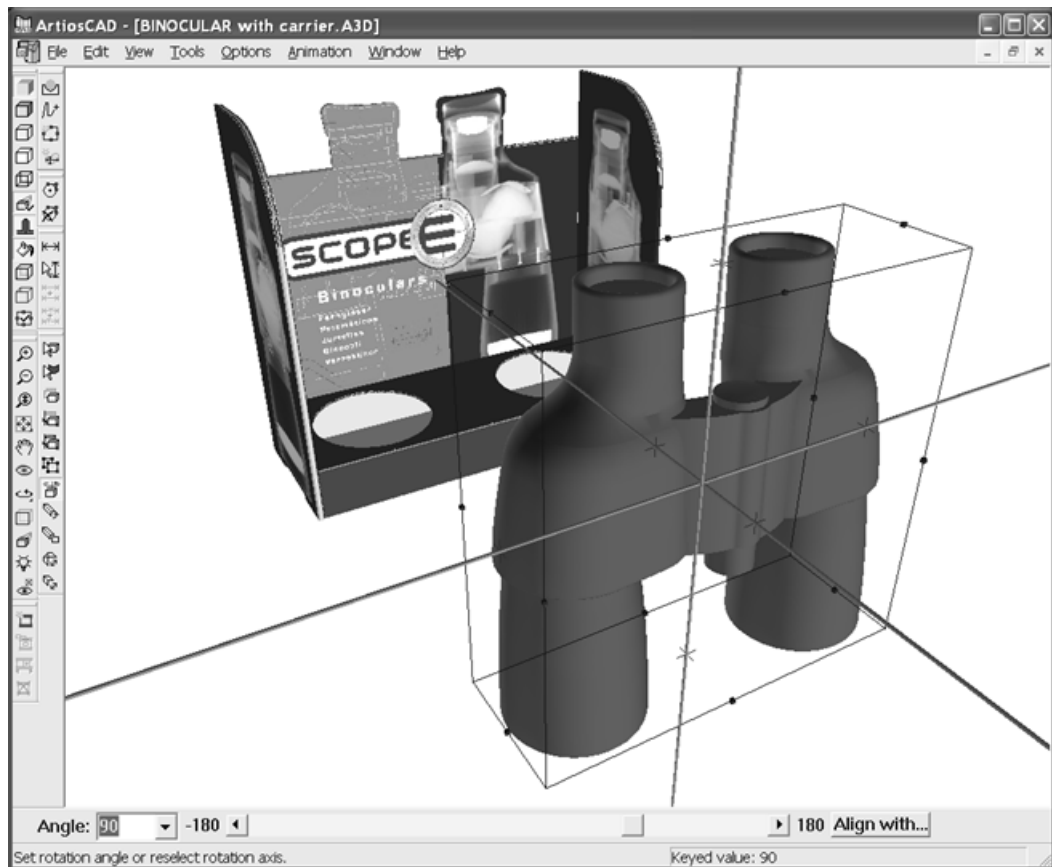 ArtiosCAD - [BINOCULAR with carrier.A3D]
File Edit View Tools Options Animation Window Help
SCOPE
Binoculars
Angle: 90 -180 180 Align with...
Set rotation angle or reselect rotation axis. Keyed value: 90